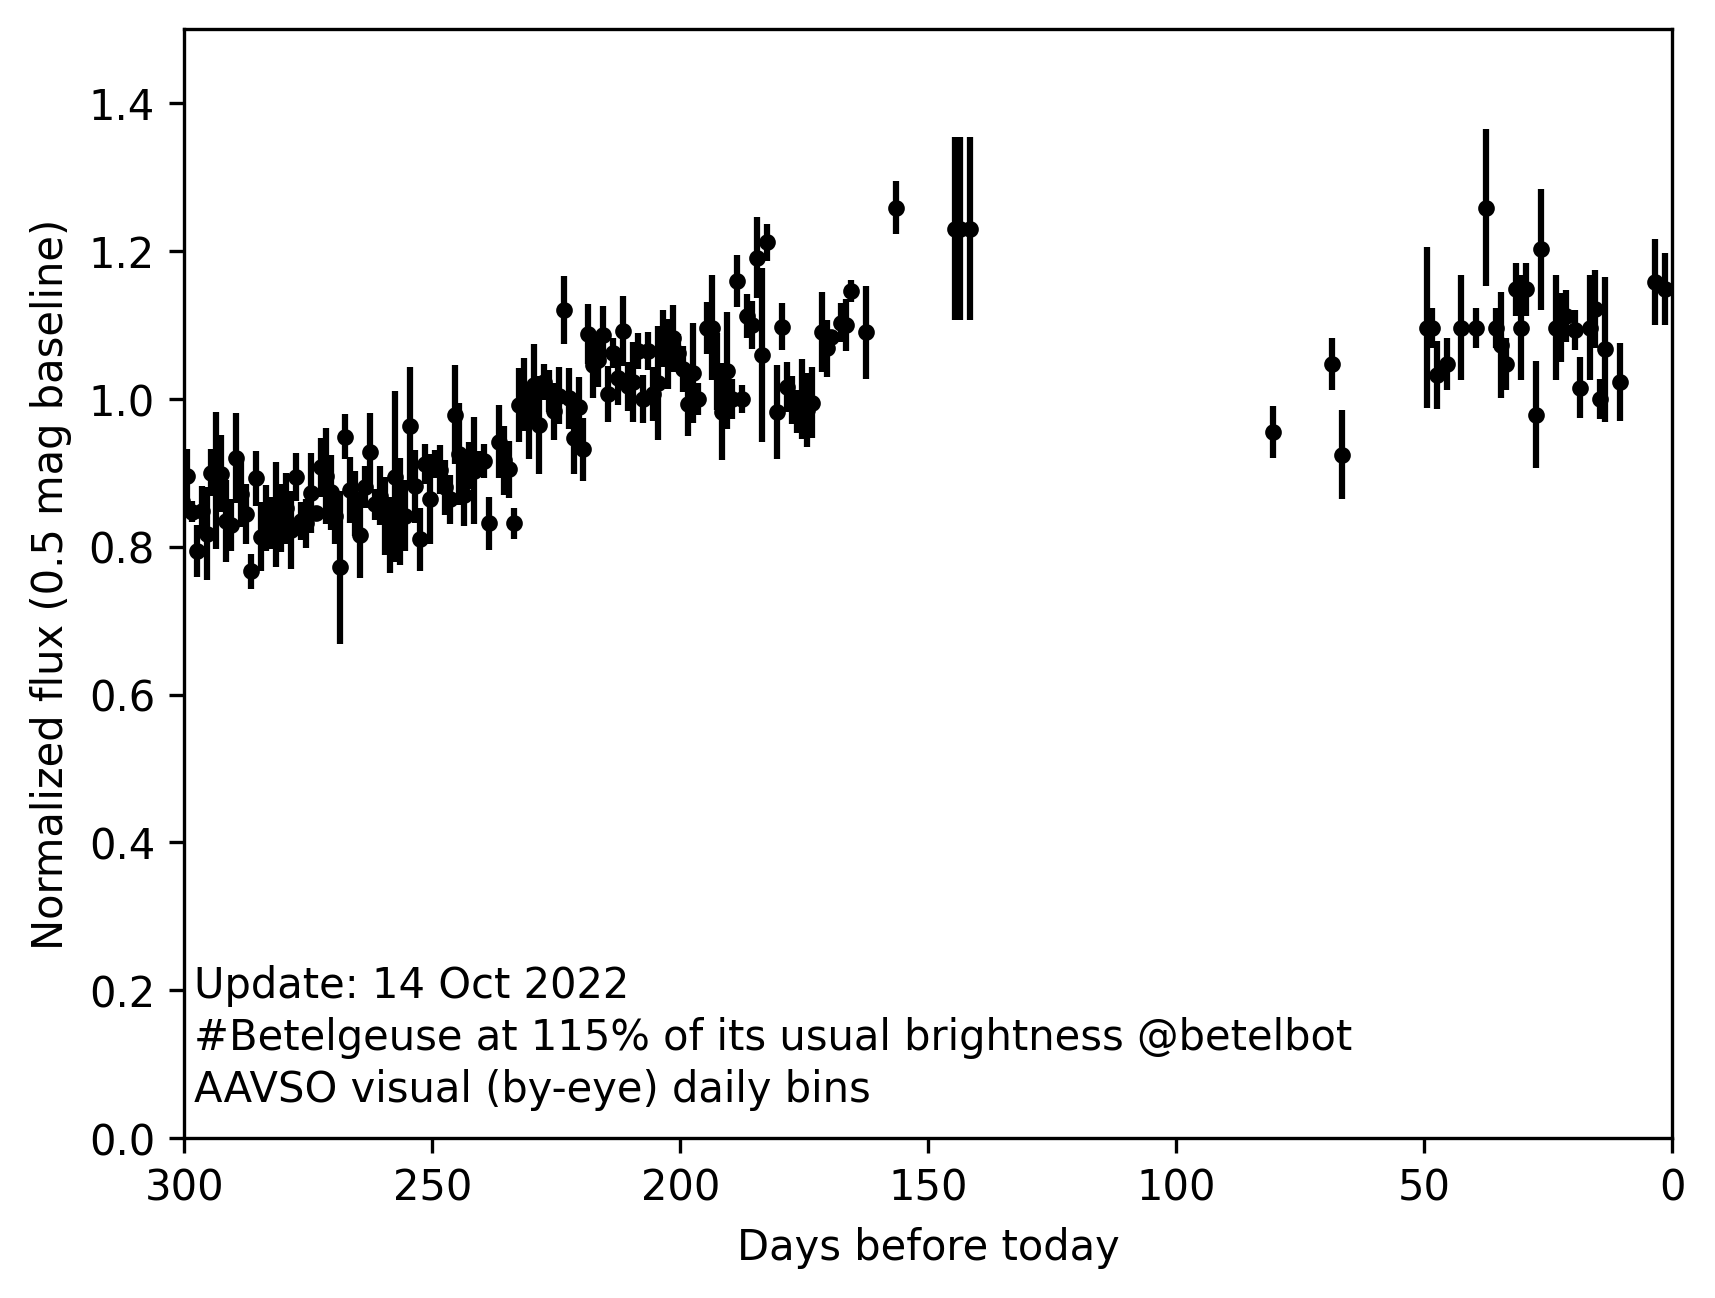 1.4
1.2
1.0
0.8
0.6
0.4
0.2
0.0
Normalized flux (0.5 mag baseline)
Update: 14 Oct 2022
#Betelgeuse at 115% of its usual brightness @betelbot
AAVSO visual (by-eye) daily bins
300 250 200 150 100 50 0
Days before today